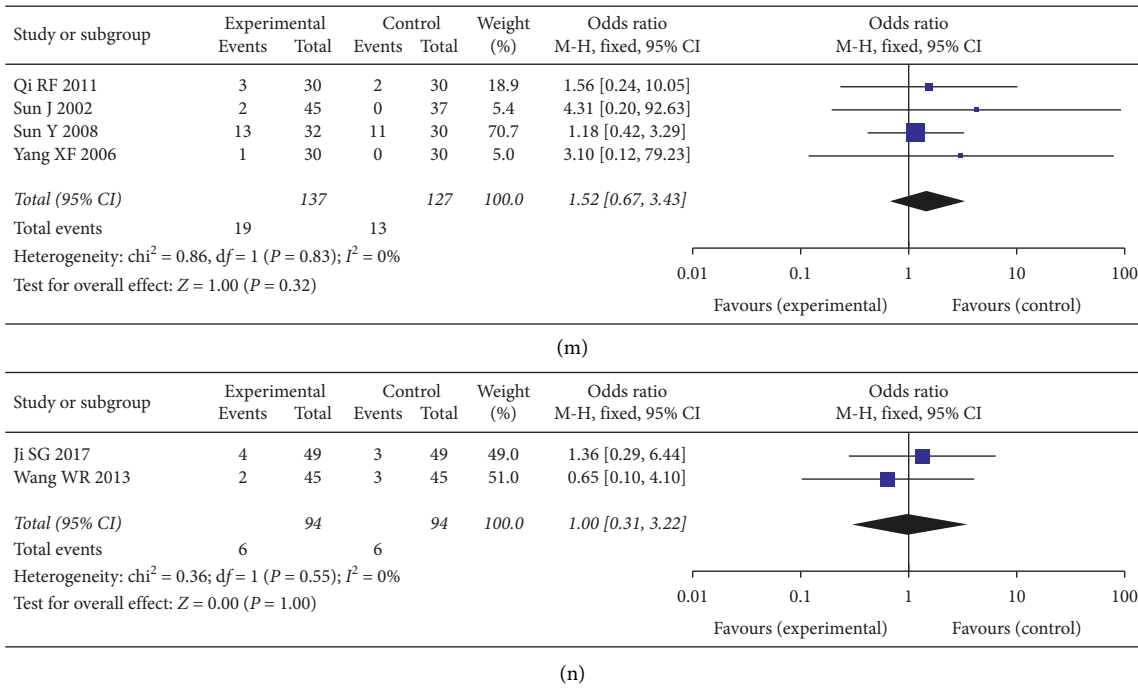 Study or subgroup Experimental Control Weight Odds ratio Odds ratio
Events Total Events Total (%) M-H, fixed, 95% CI M-H, fixed, 95% CI
Qi RF 2011 3 30 2 30 18.9 1.56 [0.24, 10.05]
Sun J 2002 2 45 0 37 5.4 4.31 [0.20, 92.63]
Sun Y 2008 13 32 11 30 70.7 1.18 [0.42, 3.29]
Yang XF 2006 1 30 0 30 5.0 3.10 [0.12, 79.23]
Total (95% CI) 137 127 100.0 1.52 [0.67, 3.43]
Total events 19 13
Heterogeneity: chi² = 0.86, df = 1 (P = 0.83); I² = 0%
Test for overall effect: Z = 1.00 (P = 0.32)
0.01 0.1 1 10 100
Favours (experimental) Favours (control)
(m)
Study or subgroup Experimental Control Weight Odds ratio Odds ratio
Events Total Events Total (%) M-H, fixed, 95% CI M-H, fixed, 95% CI
Ji SG 2017 4 49 3 49 49.0 1.36 [0.29, 6.44]
Wang WR 2013 2 45 3 45 51.0 0.65 [0.10, 4.10]
Total (95% CI) 94 94 100.0 1.00 [0.31, 3.22]
Total events 6 6
Heterogeneity: chi² = 0.36; df = 1 (P = 0.55); I² = 0%
Test for overall effect: Z = 0.00 (P = 1.00)
0.01 0.1 1 10 100
Favours (experimental) Favours (control)
(n)